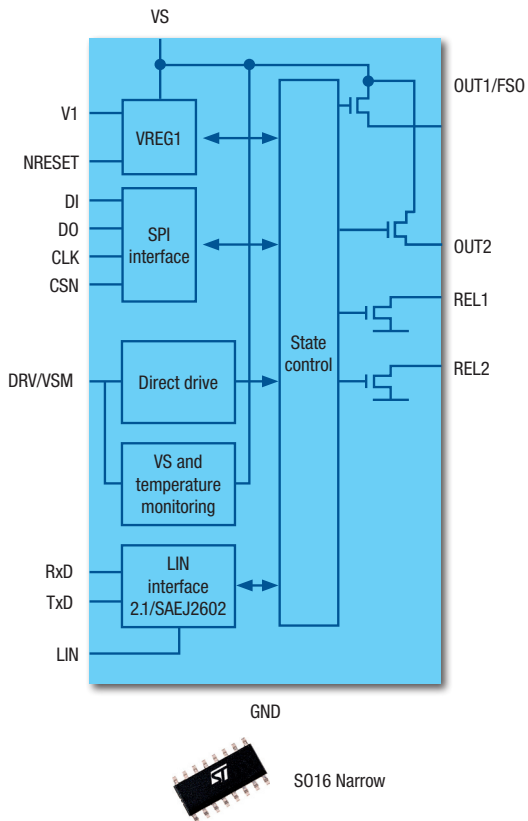 VS
OUT1/FSO
V1
VREG1
NRESET
DI
DO
SPI
interface
CLK
CSN
OUT2
REL1
State
control
REL2
DRV/VSM
Direct drive
VS and
temperature
monitoring
RxD
LIN
interface
2.1/SAEJ2602
TxD
LIN
GND
ST
SO16 Narrow